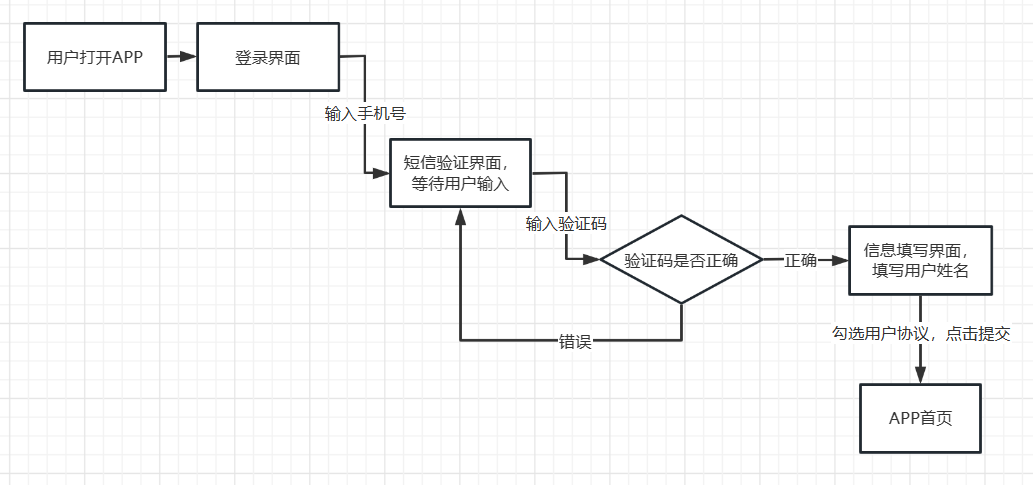 用户打开APP
登录界面
输入手机号
短信验证界面，
等待用户输入
输入验证码
验证码是否正确
正确
信息填写界面，
填写用户姓名
错误
勾选用户协议，点击提交
APP首页